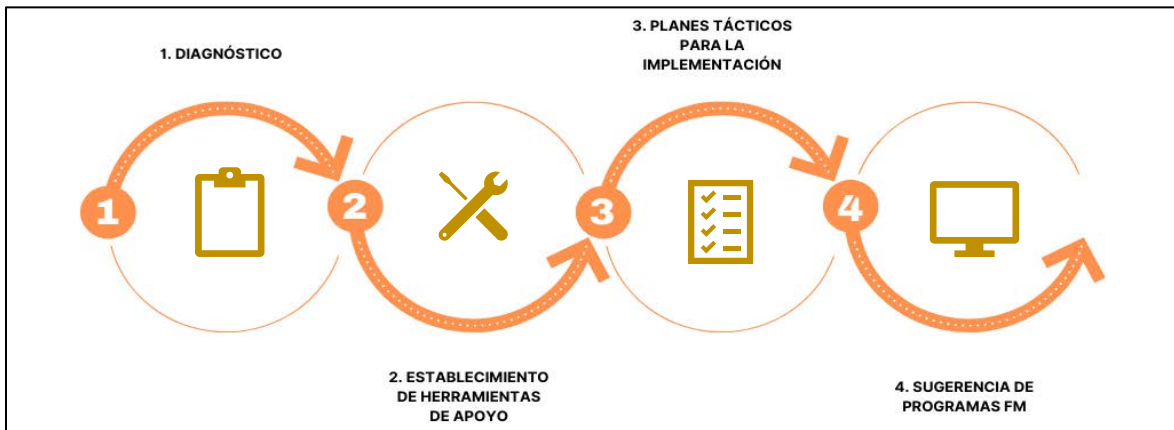 1. DIAGNÓSTICO
3. PLANES TÁCTICOS
PARA LA
IMPLEMENTACIÓN
1
2
3
4
2. ESTABLECIMIENTO
DE HERRAMIENTAS
DE APOYO
4. SUGERENCIA DE
PROGRAMAS FM